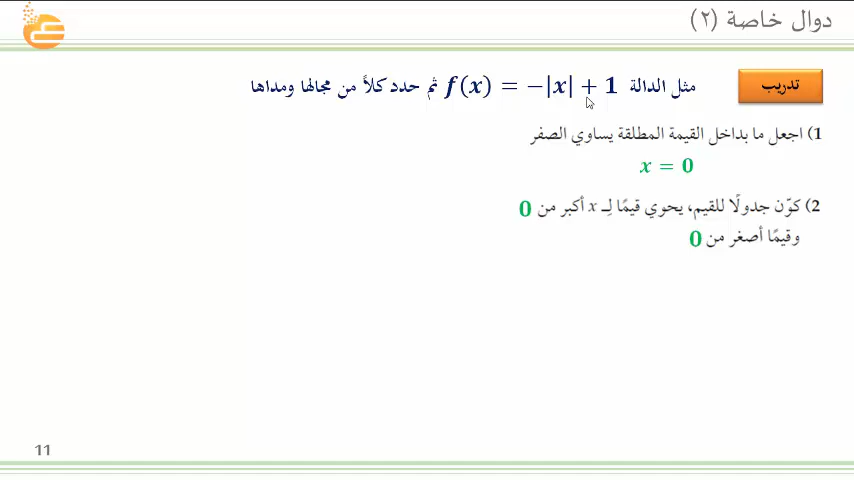 دوال خاصة (٢)
تدريب
مثل الدالة f(x) = −|x| + 1 ثم حدد كلاً من مجالها ومداها
1) اجعل ما بداخل القيمة المطلقة يساوي الصفر
x = 0
2) كوّن جدولًا للقيم، يحوي قيمًا لِـ x أكبر من 0
وقيمًا أصغر من 0
11